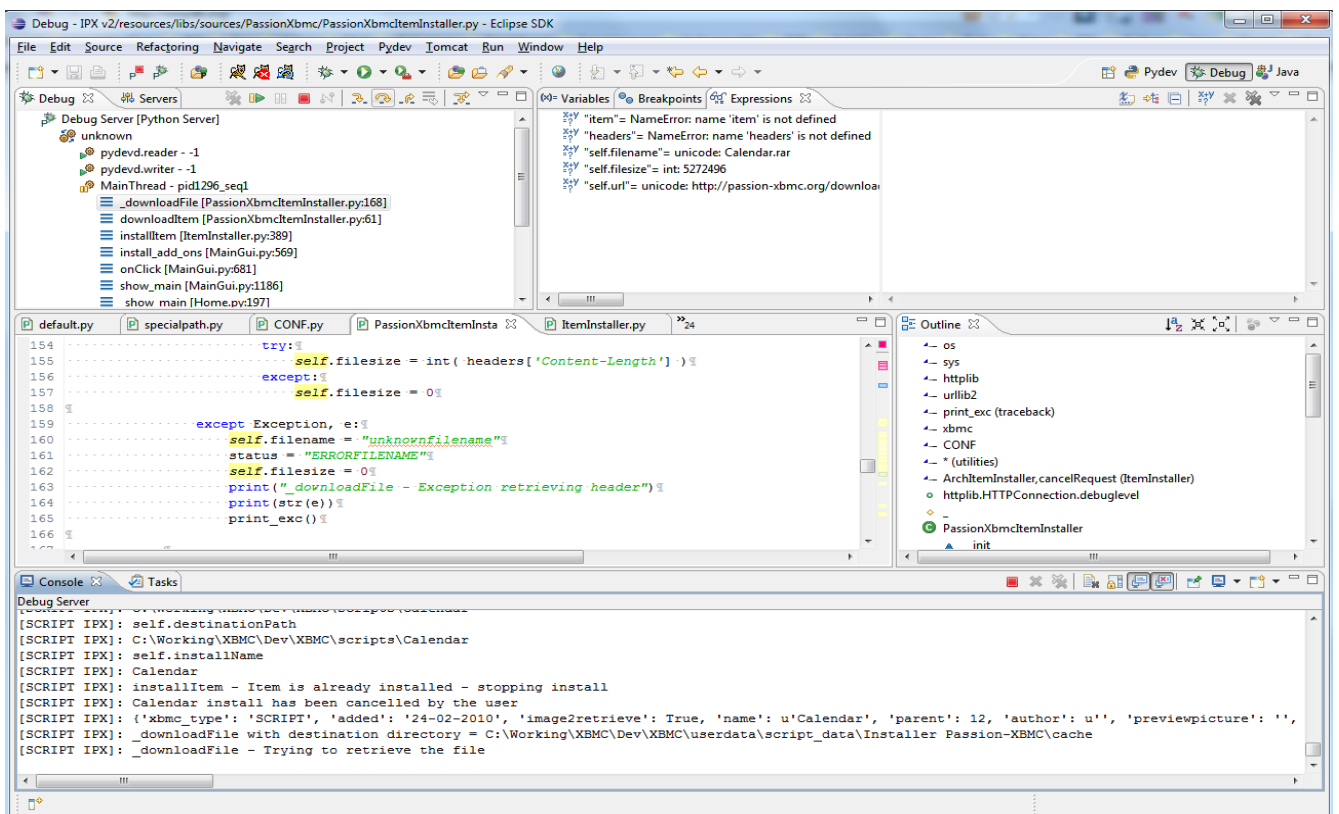 Debug - IPX v2/resources/libs/sources/PassionXbmc/PassionXbmcItemInstaller.py - Eclipse SDK
File Edit Source Refactoring Navigate Search Project Pydev Tomcat Run Window Help
Pydev Debug Java
Debug Servers
Debug Server [Python Server]
unknown
pydevd.reader - -1
pydevd.writer - -1
MainThread - pid1296_seq1
_downloadFile [PassionXbmcItemInstaller.py:168]
downloadItem [PassionXbmcItemInstaller.py:61]
installItem [ItemInstaller.py:389]
install_add_ons [MainGui.py:569]
onClick [MainGui.py:681]
show_main [MainGui.py:1186]
show_main [Home.py:197]
(x)= Variables Breakpoints Expressions
"item"= NameError: name 'item' is not defined
"headers"= NameError: name 'headers' is not defined
"self.filename"= unicode: Calendar.rar
"self.filesize"= int: 5272496
"self.url"= unicode: http://passion-xbmc.org/downloa
default.py specialpath.py CONF.py PassionXbmcItemInsta ItemInstaller.py »24
154 try:¶
155 self.filesize = int( headers['Content-Length'] )¶
156 except:¶
157 self.filesize = 0¶
158 ¶
159 except Exception, e:¶
160 self.filename = "unknownfilename"¶
161 status = "ERRORFILENAME"¶
162 self.filesize = 0¶
163 print("_downloadFile - Exception retrieving header")¶
164 print(str(e))¶
165 print_exc()¶
166 ¶
Outline
os
sys
httplib
urllib2
print_exc (traceback)
xbmc
CONF
* (utilities)
ArchItemInstaller,cancelRequest (ItemInstaller)
httplib.HTTPConnection.debuglevel
_
PassionXbmcItemInstaller
init
Console Tasks
Debug Server
[SCRIPT IPX]: C:\Working\XBMC\Dev\XBMC\scripts\Calendar
[SCRIPT IPX]: self.destinationPath
[SCRIPT IPX]: C:\Working\XBMC\Dev\XBMC\scripts\Calendar
[SCRIPT IPX]: self.installName
[SCRIPT IPX]: Calendar
[SCRIPT IPX]: installItem - Item is already installed - stopping install
[SCRIPT IPX]: Calendar install has been cancelled by the user
[SCRIPT IPX]: {'xbmc_type': 'SCRIPT', 'added': '24-02-2010', 'image2retrieve': True, 'name': u'Calendar', 'parent': 12, 'author': u'', 'previewpicture': '',
[SCRIPT IPX]: _downloadFile with destination directory = C:\Working\XBMC\Dev\XBMC\userdata\script_data\Installer Passion-XBMC\cache
[SCRIPT IPX]: _downloadFile - Trying to retrieve the file